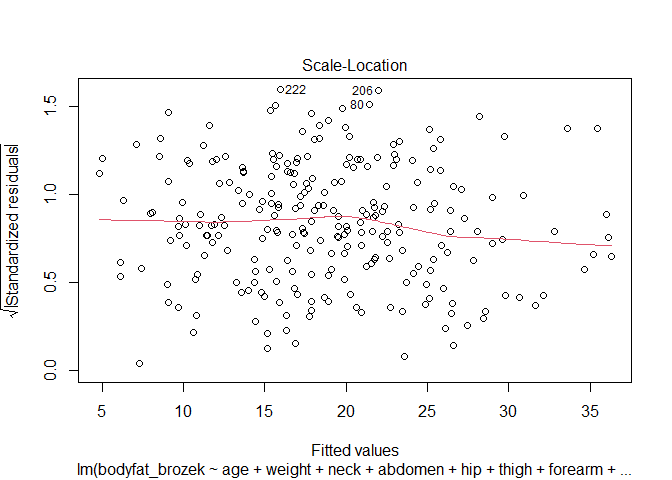 Scale-Location
√|Standardized residuals|
1.5
1.0
0.5
0.0
222
206
80
5 10 15 20 25 30 35
Fitted values
lm(bodyfat_brozek ~ age + weight + neck + abdomen + hip + thigh + forearm + ...